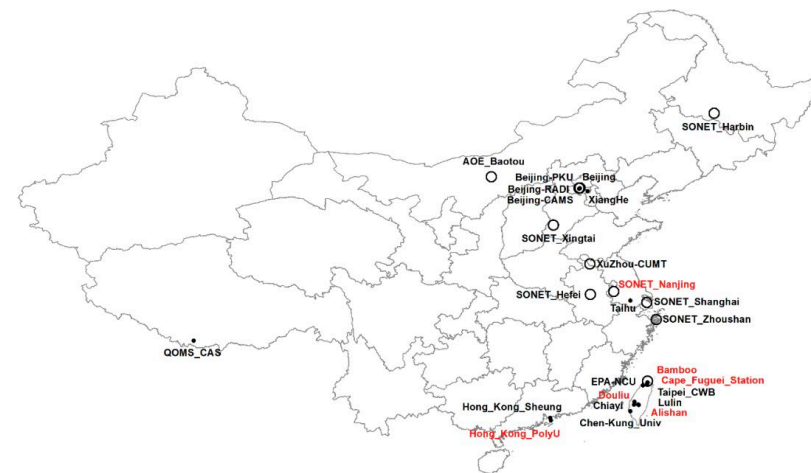 SONET_Harbin
AOE_Baotou
Beijing-PKU
Beijing
Beijing-RADI
Beijing-CAMS
XiangHe
SONET_Xingtai
XuZhou-CUMT
SONET_Nanjing
SONET_Hefei
Taihu
SONET_Shanghai
SONET_Zhoushan
QOMS_CAS
Bamboo
EPA-NCU
Cape_Fuguei_Station
Douliu
Taipei_CWB
Hong_Kong_Sheung
Chiayi
Lulin
Alishan
Chen-Kung_Univ
Hong_Kong_PolyU